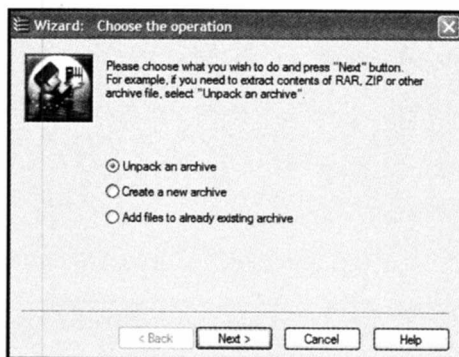 Wizard: Choose the operation
Please choose what you wish to do and press "Next" button.
For example, if you need to extract contents of RAR, ZIP or other
archive file, select "Unpack an archive".
Unpack an archive
Create a new archive
Add files to already existing archive
< Back
Next >
Cancel
Help